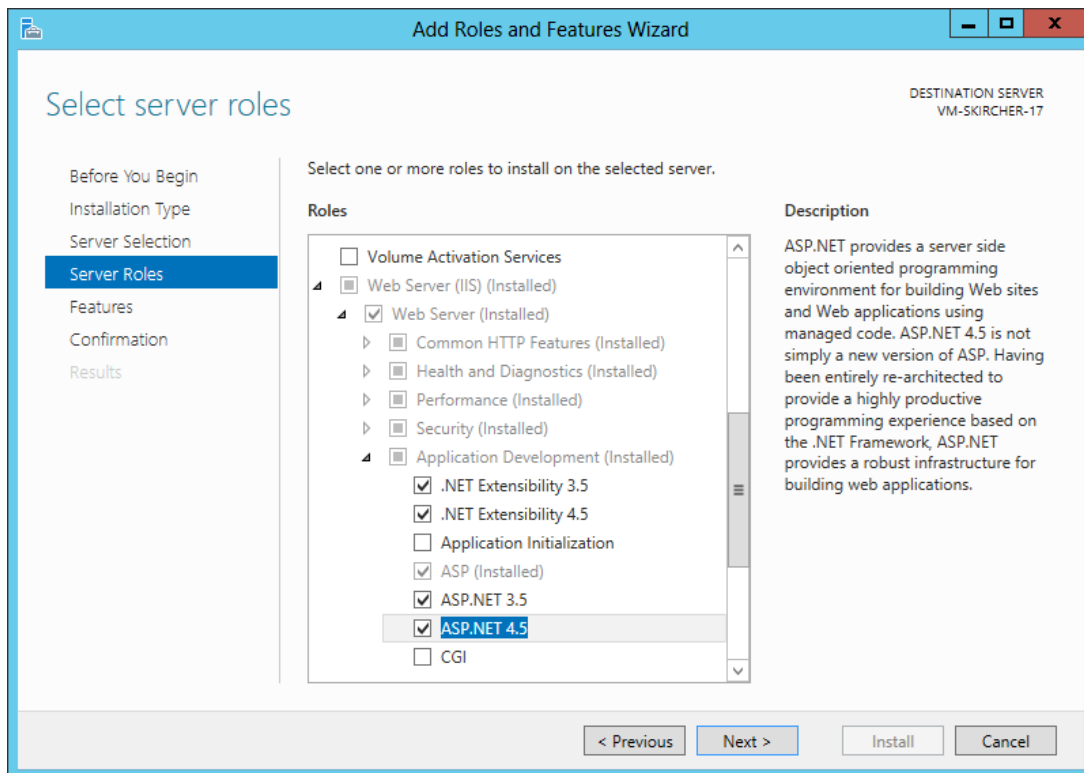 Add Roles and Features Wizard
Select server roles
DESTINATION SERVER
VM-SKIRCHER-17
Before You Begin
Installation Type
Server Selection
Server Roles
Features
Confirmation
Results
Select one or more roles to install on the selected server.
Roles
Volume Activation Services
Web Server (IIS) (Installed)
Web Server (Installed)
Common HTTP Features (Installed)
Health and Diagnostics (Installed)
Performance (Installed)
Security (Installed)
Application Development (Installed)
.NET Extensibility 3.5
.NET Extensibility 4.5
Application Initialization
ASP (Installed)
ASP.NET 3.5
ASP.NET 4.5
CGI
Description
ASP.NET provides a server side
object oriented programming
environment for building Web sites
and Web applications using
managed code. ASP.NET 4.5 is not
simply a new version of ASP. Having
been entirely re-architected to
provide a highly productive
programming experience based on
the .NET Framework, ASP.NET
provides a robust infrastructure for
building web applications.
< Previous
Next >
Install
Cancel